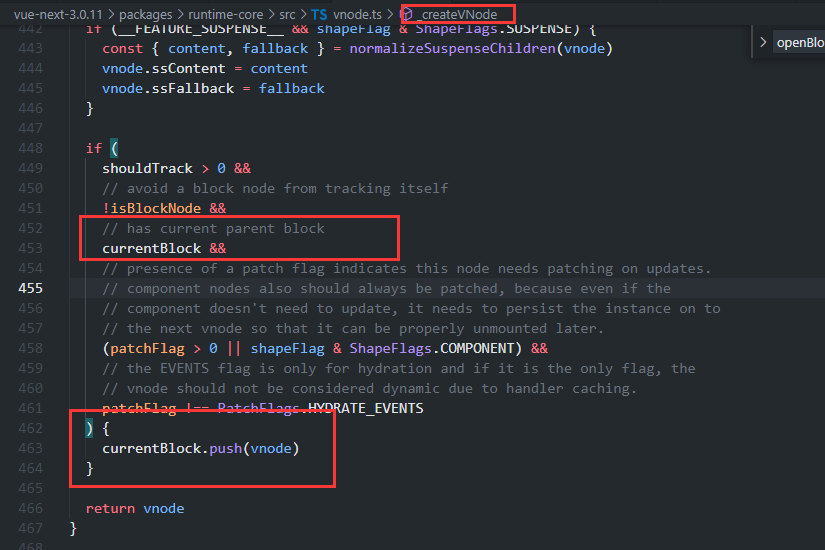 vue-next-3.0.11 > packages > runtime-core > src > TS vnode.ts > _createVNode
442 if (__FEATURE_SUSPENSE__ && shapeFlag & ShapeFlags.SUSPENSE) {
openBlo
443 const { content, fallback } = normalizeSuspenseChildren(vnode)
444 vnode.ssContent = content
445 vnode.ssFallback = fallback
446 }
447
448 if (
449 shouldTrack > 0 &&
450 // avoid a block node from tracking itself
451 !isBlockNode &&
452 // has current parent block
453 currentBlock &&
454 // presence of a patch flag indicates this node needs patching on updates.
455 // component nodes also should always be patched, because even if the
456 // component doesn't need to update, it needs to persist the instance on to
457 // the next vnode so that it can be properly unmounted later.
458 (patchFlag > 0 || shapeFlag & ShapeFlags.COMPONENT) &&
459 // the EVENTS flag is only for hydration and if it is the only flag, the
460 // vnode should not be considered dynamic due to handler caching.
461 patchFlag !== PatchFlags.HYDRATE_EVENTS
462 ) {
463 currentBlock.push(vnode)
464 }
465
466 return vnode
467 }
468